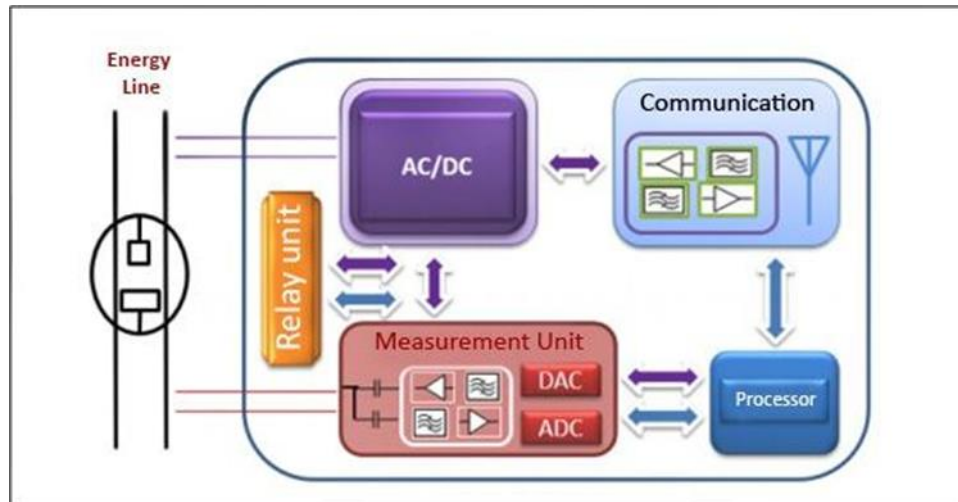 Energy
Line
AC/DC
Communication
Relay unit
Measurement Unit
DAC
ADC
Processor